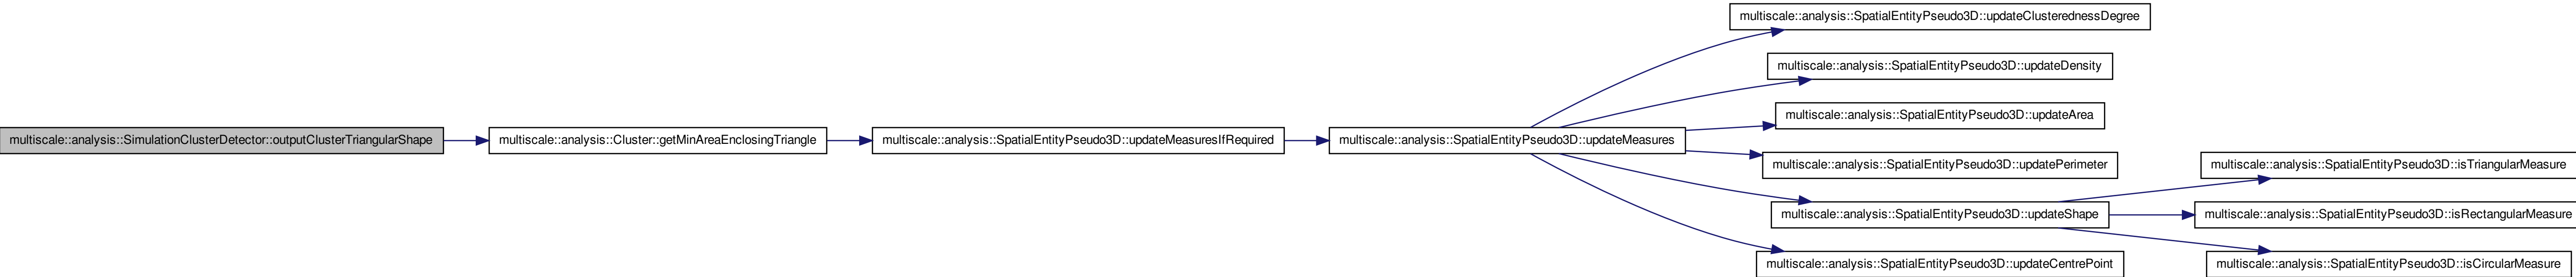 multiscale::analysis::SimulationClusterDetector::outputClusterTriangularShape
multiscale::analysis::Cluster::getMinAreaEnclosingTriangle
multiscale::analysis::SpatialEntityPseudo3D::updateMeasuresIfRequired
multiscale::analysis::SpatialEntityPseudo3D::updateMeasures
multiscale::analysis::SpatialEntityPseudo3D::updateClusterednessDegree
multiscale::analysis::SpatialEntityPseudo3D::updateDensity
multiscale::analysis::SpatialEntityPseudo3D::updateArea
multiscale::analysis::SpatialEntityPseudo3D::updatePerimeter
multiscale::analysis::SpatialEntityPseudo3D::updateShape
multiscale::analysis::SpatialEntityPseudo3D::updateCentrePoint
multiscale::analysis::SpatialEntityPseudo3D::isTriangularMeasure
multiscale::analysis::SpatialEntityPseudo3D::isRectangularMeasure
multiscale::analysis::SpatialEntityPseudo3D::isCircularMeasure